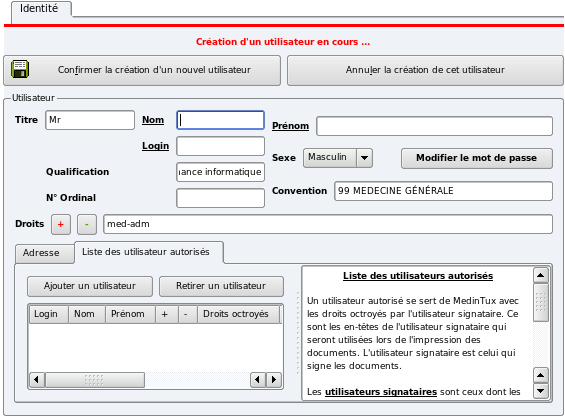 Identité
Création d'un utilisateur en cours ...
Confirmer la création d'un nouvel utilisateur
Annuler la création de cet utilisateur
Utilisateur
Titre Mr Nom
Prénom
Login
Sexe Masculin Modifier le mot de passe
Qualification nance informatique
Convention 99 MEDECINE GÉNÉRALE
N° Ordinal
Droits + - med-adm
Adresse Liste des utilisateur autorisés
Ajouter un utilisateur Retirer un utilisateur
Login Nom Prénom + - Droits octroyés
Liste des utilisateurs autorisés
Un utilisateur autorisé se sert de MedinTux avec
les droits octroyés par l'utilisateur signataire. Ce
sont les en-têtes de l'utilisateur signataire qui
seront utilisées lors de l'impression des
documents. L'utilisateur signataire est celui qui
signe les documents.
Les utilisateurs signataires sont ceux dont les